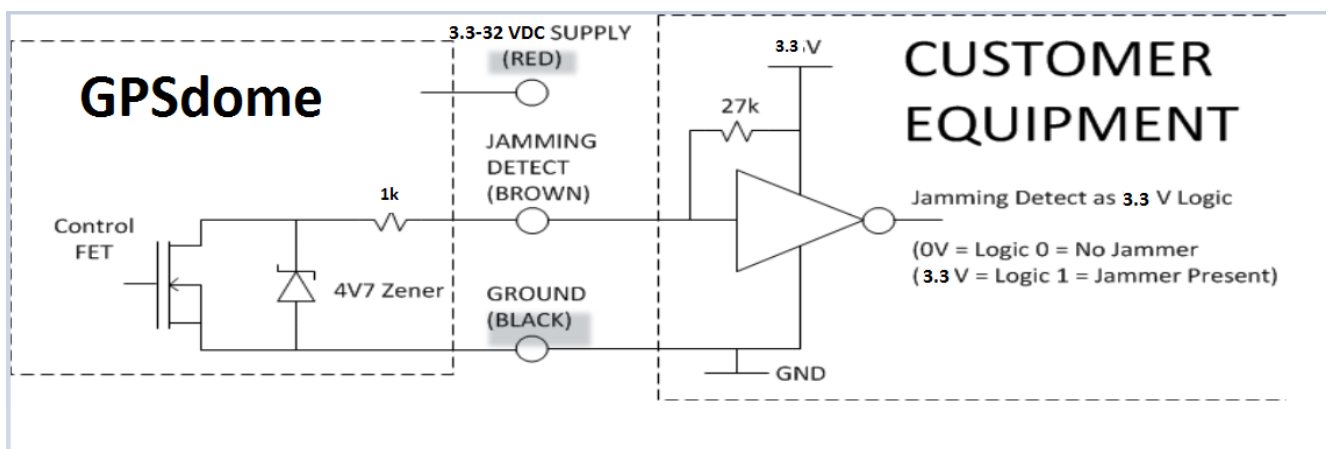 GPSdome
3.3-32 VDC SUPPLY
(RED)
JAMMING
DETECT
(BROWN)
1k
Control
FET
4V7 Zener
GROUND
(BLACK)
3.3 V
27k
CUSTOMER
EQUIPMENT
Jamming Detect as 3.3 V Logic
(0V = Logic 0 = No Jammer
(3.3 V = Logic 1 = Jammer Present)
GND